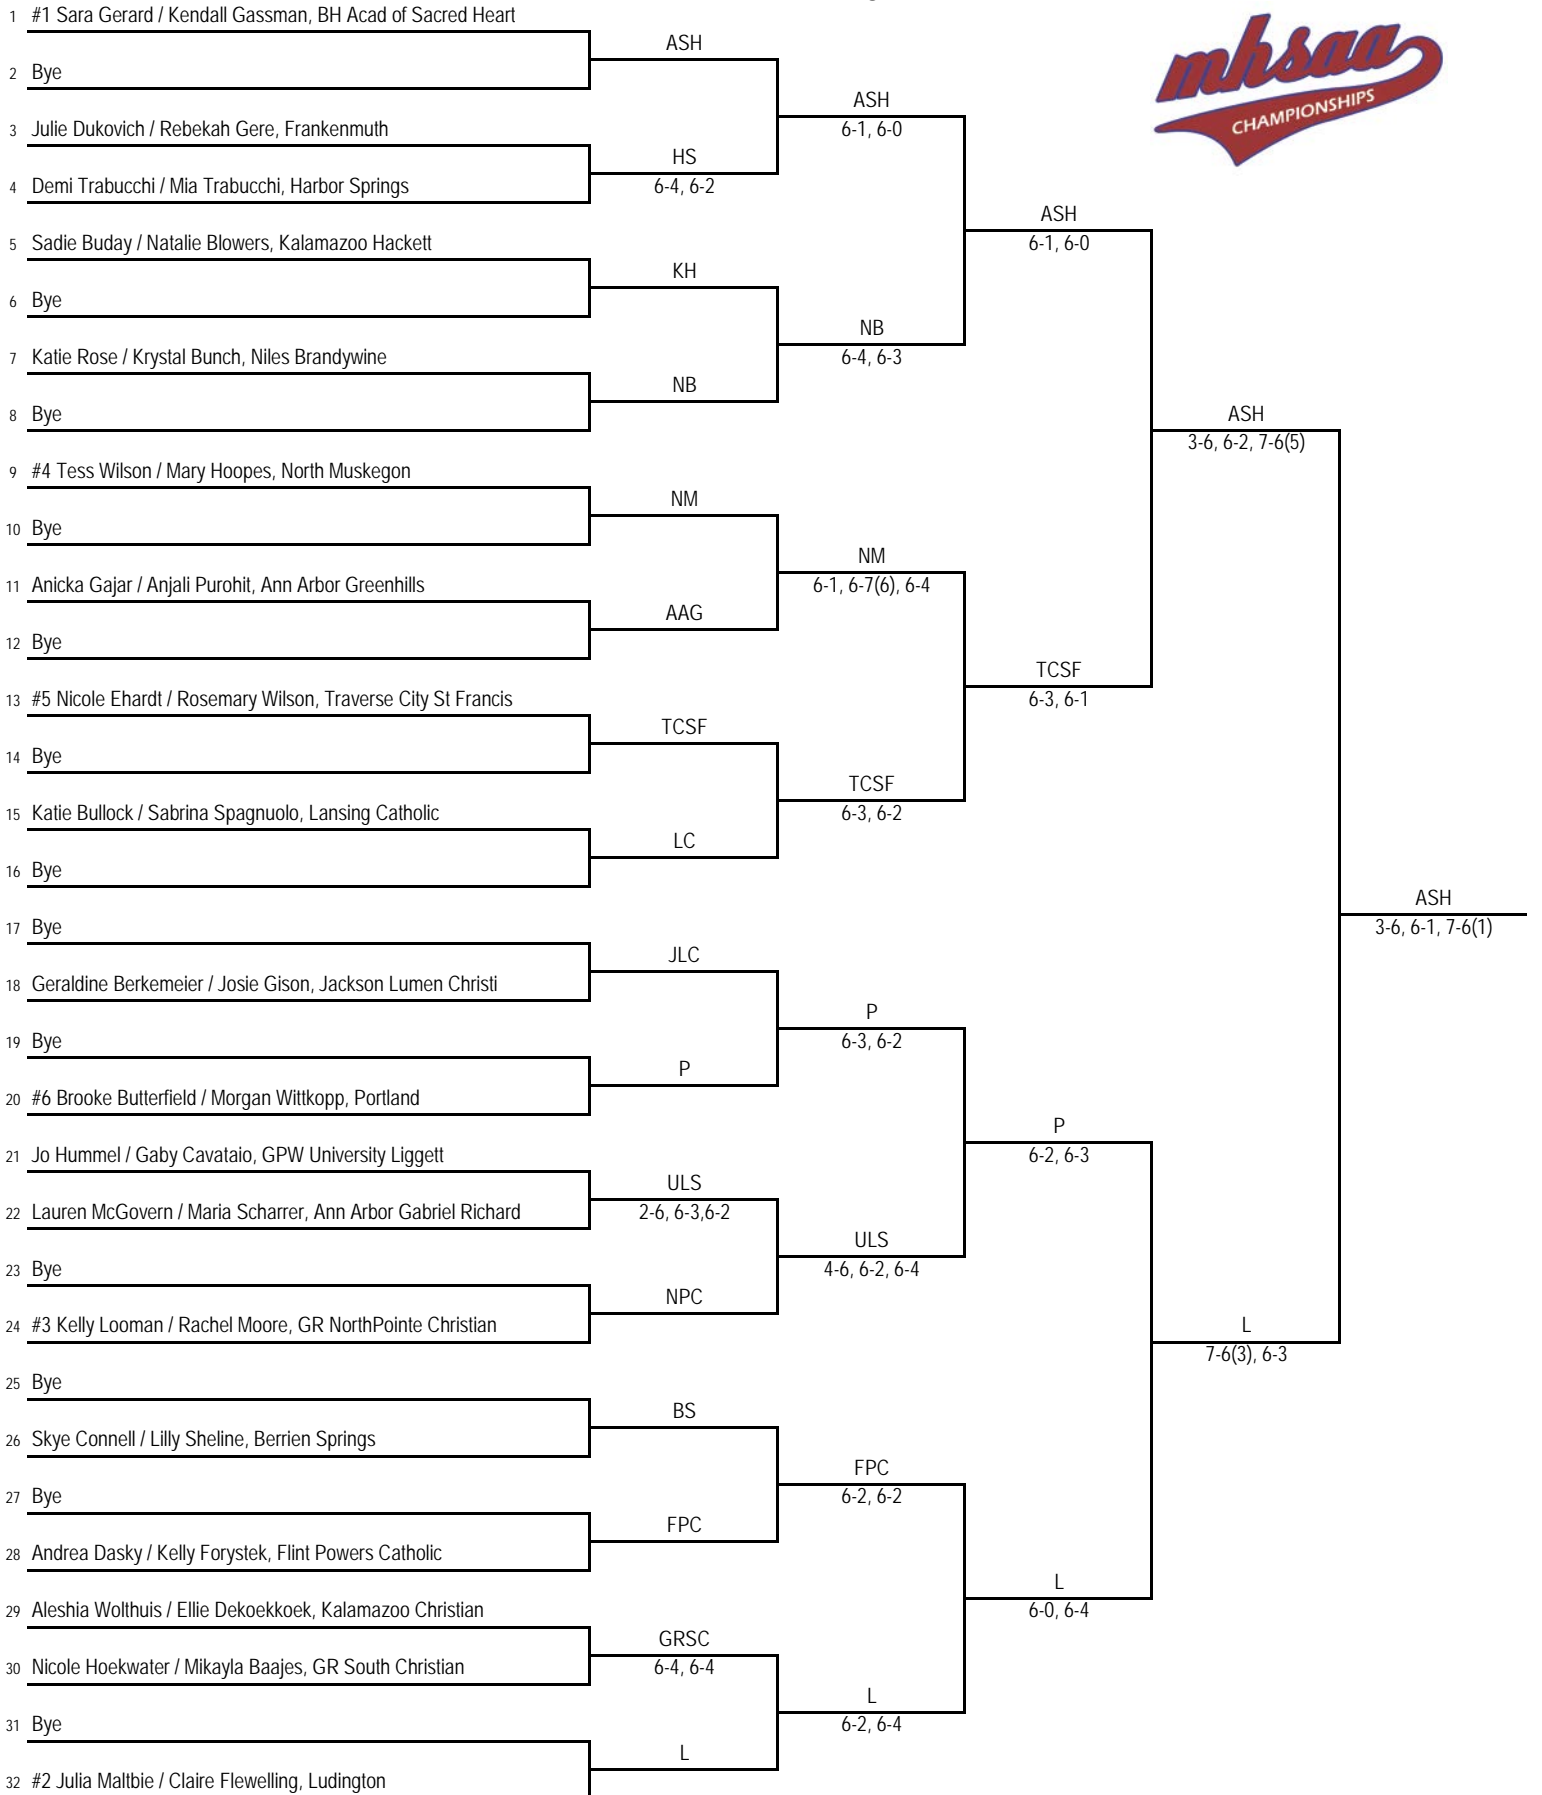 mhsaa
CHAMPIONSHIPS
1 #1 Sara Gerard / Kendall Gassman, BH Acad of Sacred Heart
ASH
2 Bye
ASH
6-1, 6-0
3 Julie Dukovich / Rebekah Gere, Frankenmuth
HS
6-4, 6-2
4 Demi Trabucchi / Mia Trabucchi, Harbor Springs
ASH
6-1, 6-0
5 Sadie Buday / Natalie Blowers, Kalamazoo Hackett
KH
6 Bye
NB
6-4, 6-3
7 Katie Rose / Krystal Bunch, Niles Brandywine
NB
8 Bye
ASH
3-6, 6-2, 7-6(5)
9 #4 Tess Wilson / Mary Hoopes, North Muskegon
NM
10 Bye
NM
6-1, 6-7(6), 6-4
11 Anicka Gajar / Anjali Purohit, Ann Arbor Greenhills
AAG
12 Bye
TCSF
6-3, 6-1
13 #5 Nicole Ehardt / Rosemary Wilson, Traverse City St Francis
TCSF
14 Bye
TCSF
6-3, 6-2
15 Katie Bullock / Sabrina Spagnuolo, Lansing Catholic
LC
16 Bye
ASH
3-6, 6-1, 7-6(1)
17 Bye
JLC
18 Geraldine Berkemeier / Josie Gison, Jackson Lumen Christi
P
6-3, 6-2
19 Bye
P
20 #6 Brooke Butterfield / Morgan Wittkopp, Portland
P
6-2, 6-3
21 Jo Hummel / Gaby Cavataio, GPW University Liggett
ULS
2-6, 6-3,6-2
22 Lauren McGovern / Maria Scharrer, Ann Arbor Gabriel Richard
ULS
4-6, 6-2, 6-4
23 Bye
NPC
24 #3 Kelly Looman / Rachel Moore, GR NorthPointe Christian
L
7-6(3), 6-3
25 Bye
BS
26 Skye Connell / Lilly Sheline, Berrien Springs
FPC
6-2, 6-2
27 Bye
FPC
28 Andrea Dasky / Kelly Forystek, Flint Powers Catholic
L
6-0, 6-4
29 Aleshia Wolthuis / Ellie Dekoekkoek, Kalamazoo Christian
GRSC
6-4, 6-4
30 Nicole Hoekwater / Mikayla Baajes, GR South Christian
L
6-2, 6-4
31 Bye
L
32 #2 Julia Maltbie / Claire Flewelling, Ludington